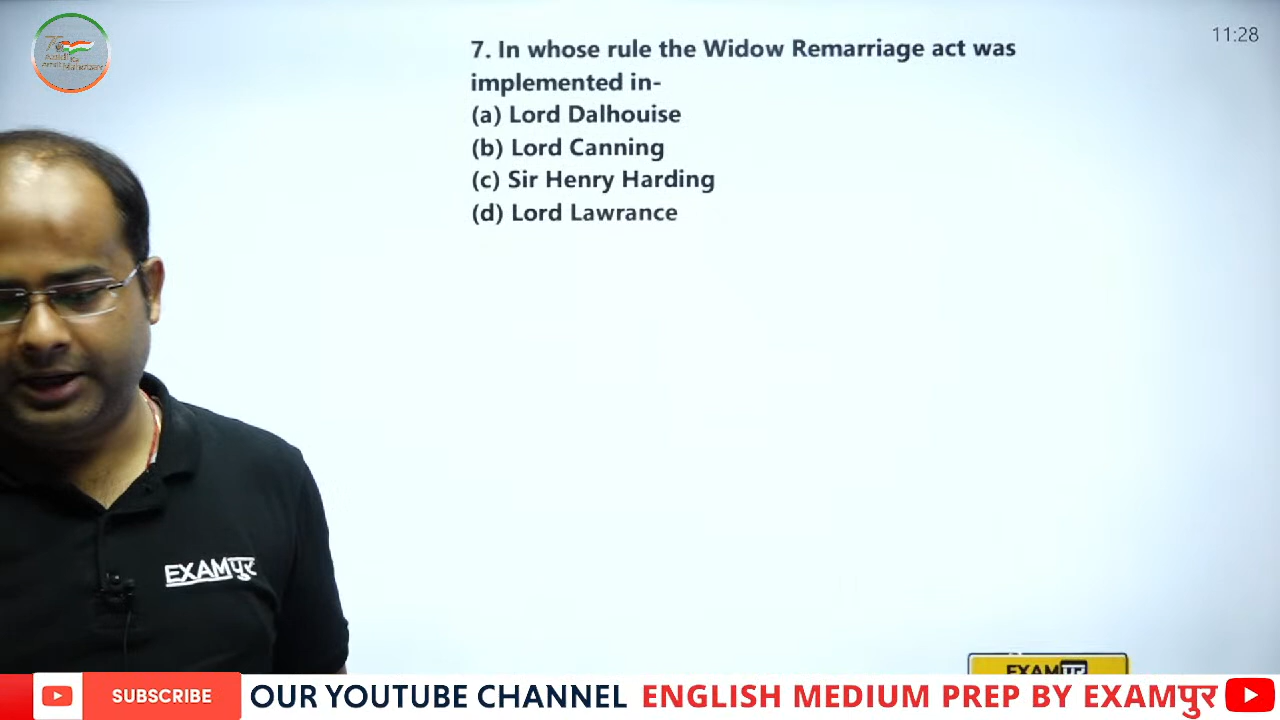 11:28
7. In whose rule the Widow Remarriage act was
implemented in-
(a) Lord Dalhouise
(b) Lord Canning
(c) Sir Henry Harding
(d) Lord Lawrance
EXAMपुर
EXAMपुर
SUBSCRIBE
OUR YOUTUBE CHANNEL ENGLISH MEDIUM PREP BY EXAMपुर